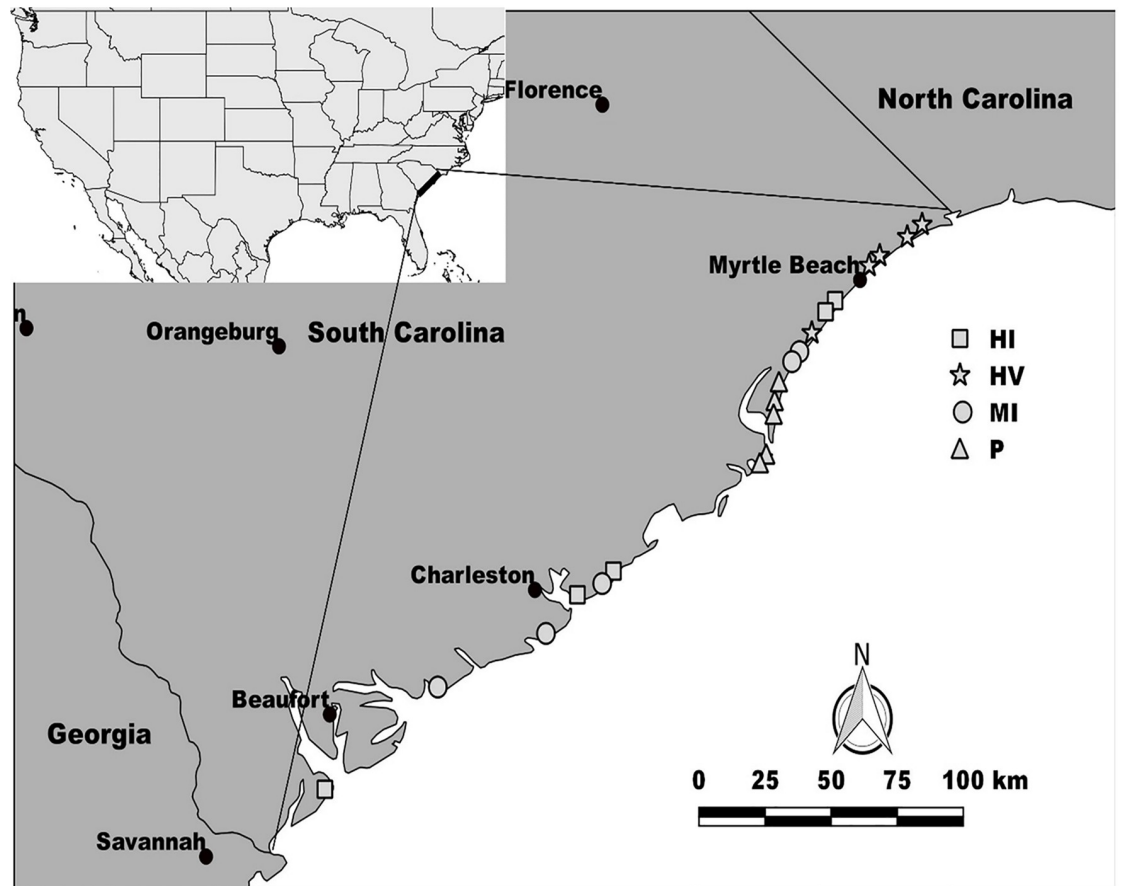 Florence
North Carolina
Myrtle Beach
n
Orangeburg
South Carolina
HI
HV
MI
P
Charleston
Beaufort
Georgia
Savannah
N
0 25 50 75 100 km